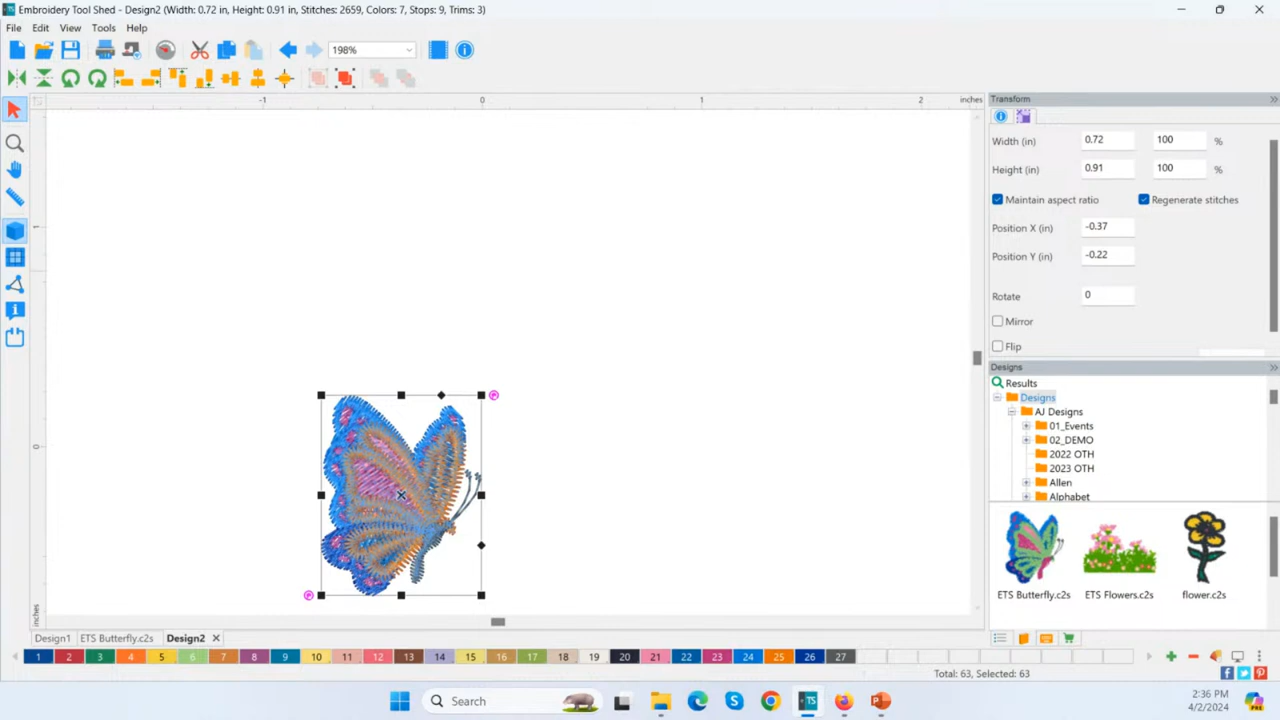 Embroidery Tool Shed - Design2 (Width: 0.72 in, Height: 0.91 in, Stitches: 2659, Colors: 7, Stops: 9, Trims: 3)
File Edit View Tools Help
198%
-1 0 1 2 inches
Transform
Width (in) 0.72 100 %
Height (in) 0.91 100 %
Maintain aspect ratio Regenerate stitches
Position X (in) -0.37
Position Y (in) -0.22
Rotate 0
Mirror
Flip
1
0
inches
Designs
Results
Designs
AJ Designs
01_Events
02_DEMO
2022 OTH
2023 OTH
Allen
Alphabet
ETS Butterfly.c2s ETS Flowers.c2s flower.c2s
Design1 ETS Butterfly.c2s Design2
1 2 3 4 5 6 7 8 9 10 11 12 13 14 15 16 17 18 19 20 21 22 23 24 25 26 27
Total: 63, Selected: 63
Search
TS
2:36 PM
4/2/2024